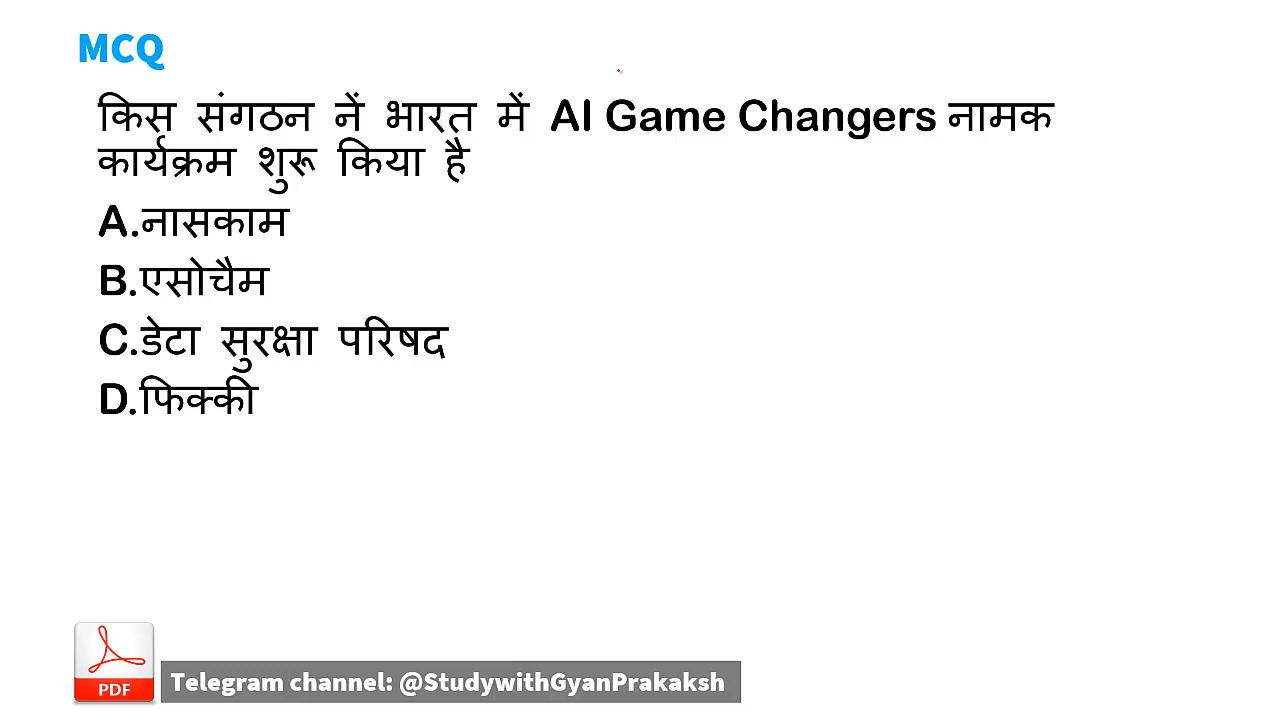 MCQ
किस संगठन नें भारत में AI Game Changers नामक
कार्यक्रम शुरू किया है
A.नासकाम
B.एसोचैम
C.डेटा सुरक्षा परिषद
D.फिक्की
PDF
Telegram channel: @StudywithGyanPrakaksh